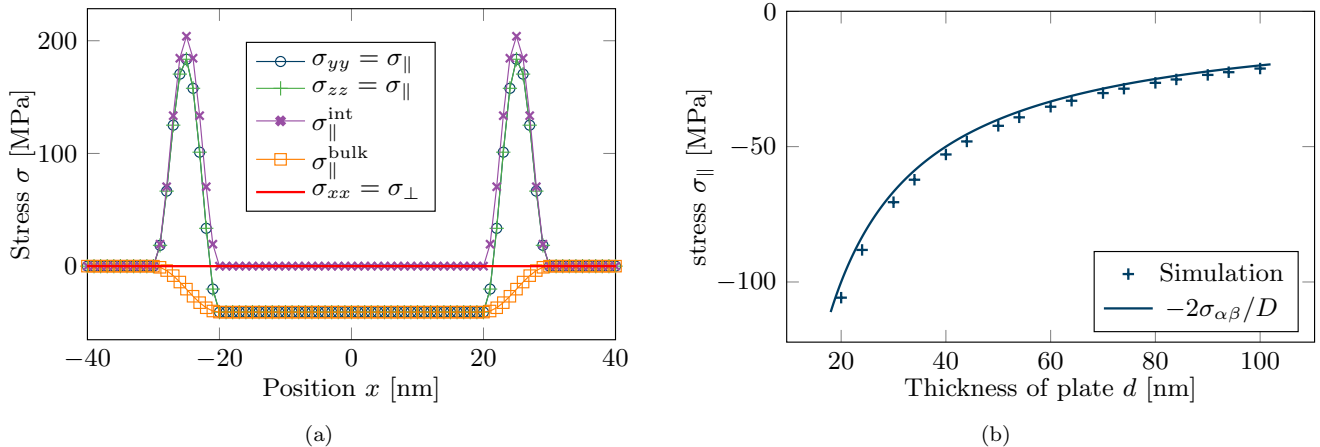 200
100
0
−40
−20
0
20
40
Stress σ [MPa]
Position x [nm]
σyy = σ∥
σzz = σ∥
σ∥^int
σ∥^bulk
σxx = σ⊥
(a)
0
−50
−100
20
40
60
80
100
stress σ∥ [MPa]
Thickness of plate d [nm]
Simulation
−2σαβ/D
(b)